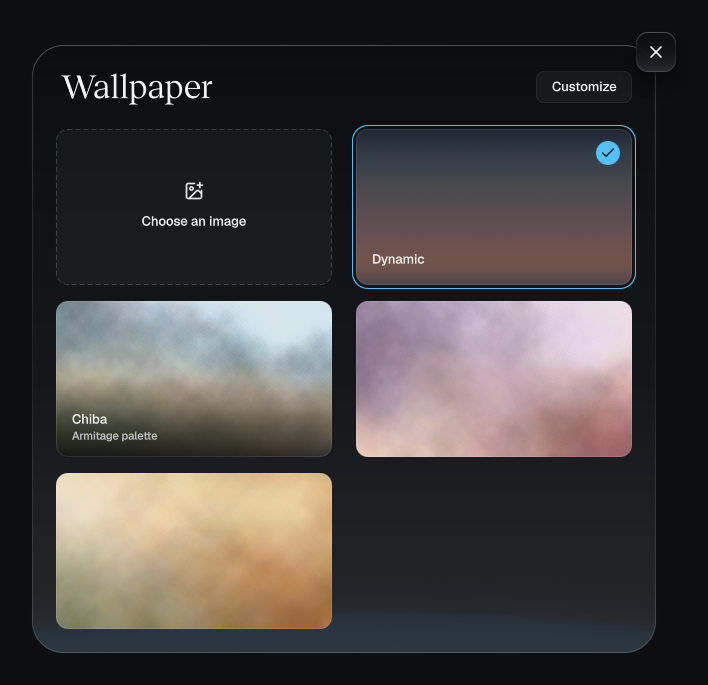 Wallpaper
Customize
Choose an image
Dynamic
Chiba
Armitage palette